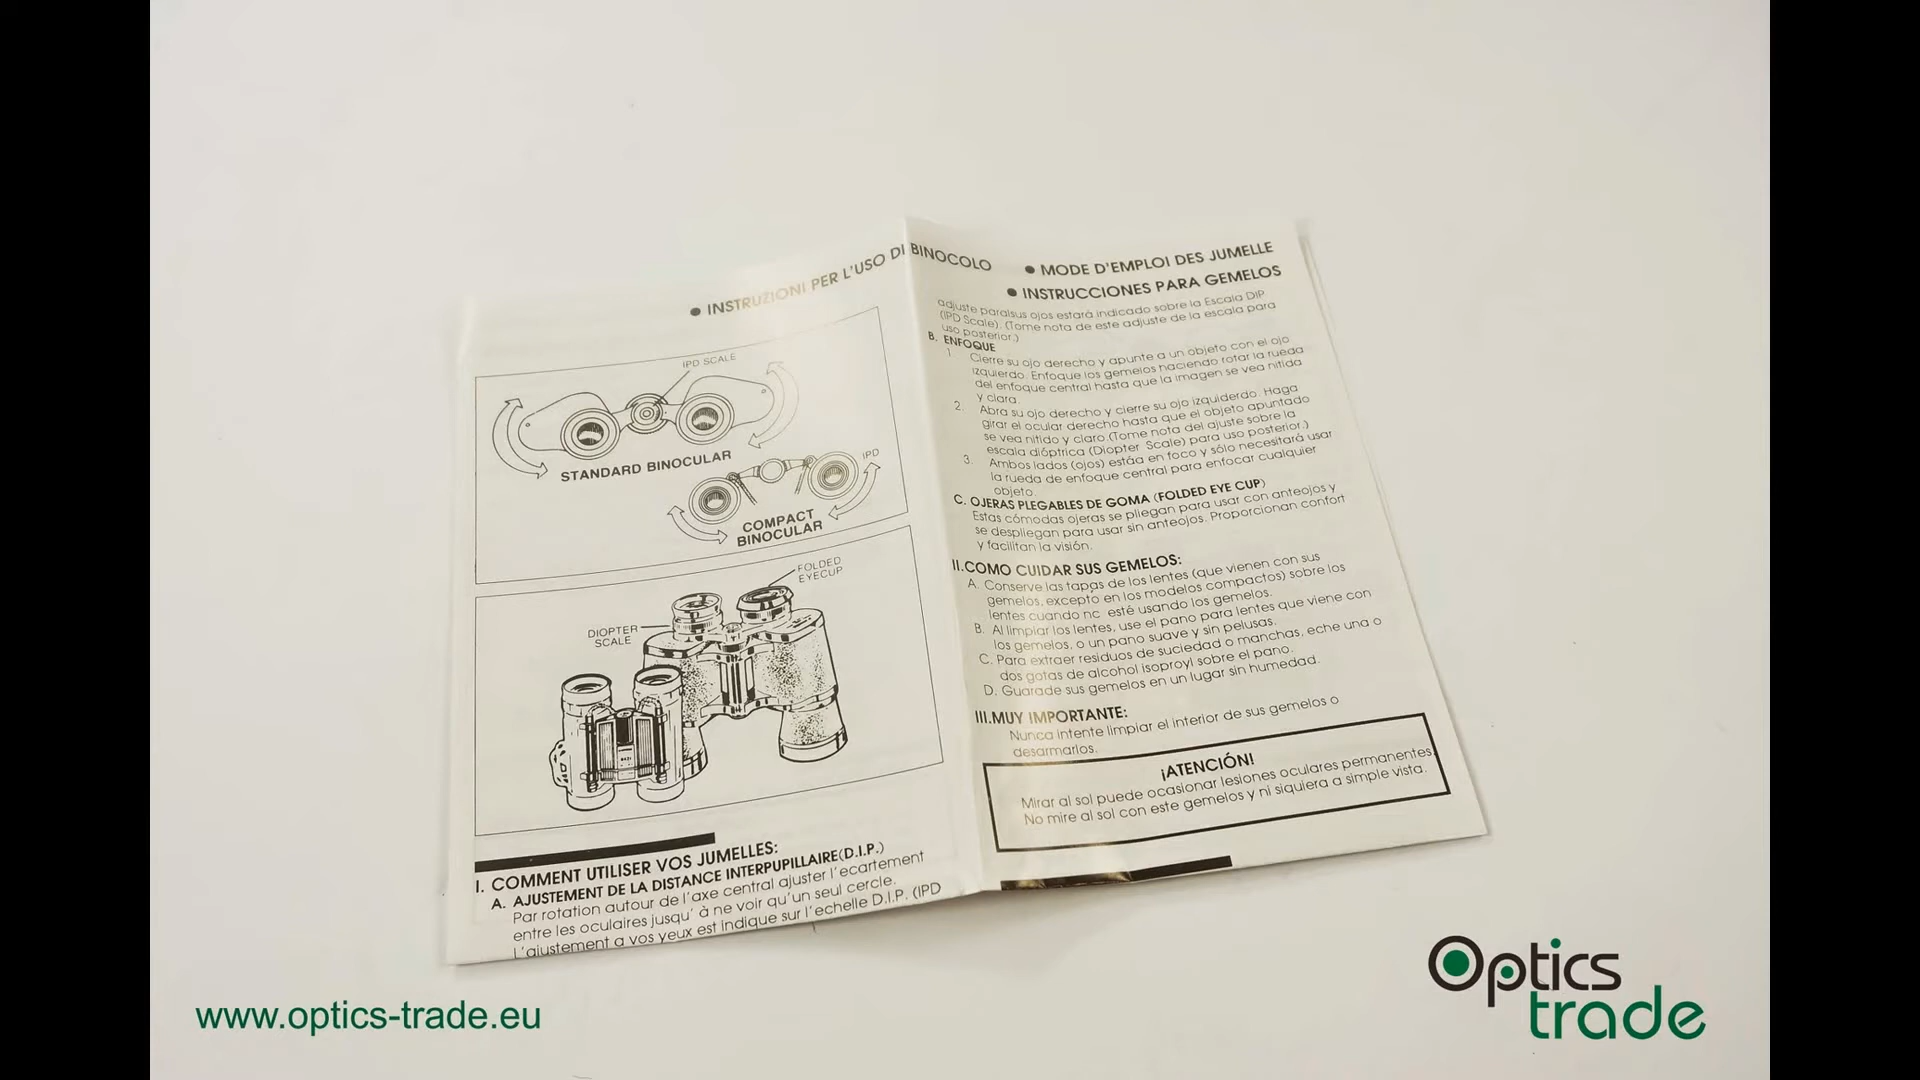 ● INSTRUZIONI PER L'USO DI BINOCOLO
● MODE D'EMPLOI DES JUMELLE
● INSTRUCCIONES PARA GEMELOS
IPD SCALE
STANDARD BINOCULAR
IPD
COMPACT
BINOCULAR
FOLDED
EYECUP
DIOPTER
SCALE
I. COMMENT UTILISER VOS JUMELLES:
A. AJUSTEMENT DE LA DISTANCE INTERPUPILLAIRE(D.I.P.)
Par rotation autour de l'axe central ajuster l'ecartement
entre les oculaires jusqu' à ne voir qu'un seul cercle.
L'ajustement a vos yeux est indique sur l'echelle D.I.P. (IPD
adjuste paralsus ojos estará indicado sobre la Escala DIP
(IPD Scale). (Tome nota de este adjuste de la escala para
uso posterior.)
B. ENFOQUE
1 Cierre su ojo derecho y apunte a un objeto con el ojo
izquierdo. Enfoque los gemelos haciendo rotar la rueda
del enfoque central hasta que la imagen se vea nitida
y clara.
2. Abra su ojo derecho y cierre su ojo izquiderdo. Haga
girar el ocular derecho hasta que el objeto apuntado
se vea nitido y claro.(Tome nota del ajuste sobre la
escala dióptrica (Diopter Scale) para uso posterior.)
3. Ambos lados (ojos) estáa en foco y sólo necesitará usar
la rueda de enfoque central para enfocar cualquier
objeto.
C. OJERAS PLEGABLES DE GOMA (FOLDED EYE CUP)
Estas cómodas ojeras se pliegan para usar con anteojos y
se despliegan para usar sin anteojos. Proporcionan confort
y facilitan la visión.
II.COMO CUIDAR SUS GEMELOS:
A. Conserve las tapas de los lentes (que vienen con sus
gemelos, excepto en los modelos compactos) sobre los
lentes cuando nc esté usando los gemelos.
B. Al limpiar los lentes, use el pano para lentes que viene con
los gemelos, o un pano suave y sin pelusas.
C. Para extraer residuos de suciedad o manchas, eche una o
dos gotas de alcohol isoproyl sobre el pano.
D. Guarade sus gemelos en un lugar sin humedad.
III.MUY IMPORTANTE:
Nunca intente limpiar el interior de sus gemelos o
desarmarlos.
¡ATENCIÓN!
Mirar al sol puede ocasionar lesiones oculares permanentes.
No mire al sol con este gemelos y ni siquiera a simple vista.
www.optics-trade.eu
Optics
trade